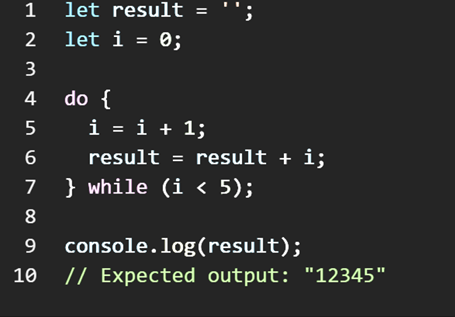 1 let result = '';
2 let i = 0;
3
4 do {
5   i = i + 1;
6   result = result + i;
7 } while (i < 5);
8
9 console.log(result);
10 // Expected output: "12345"